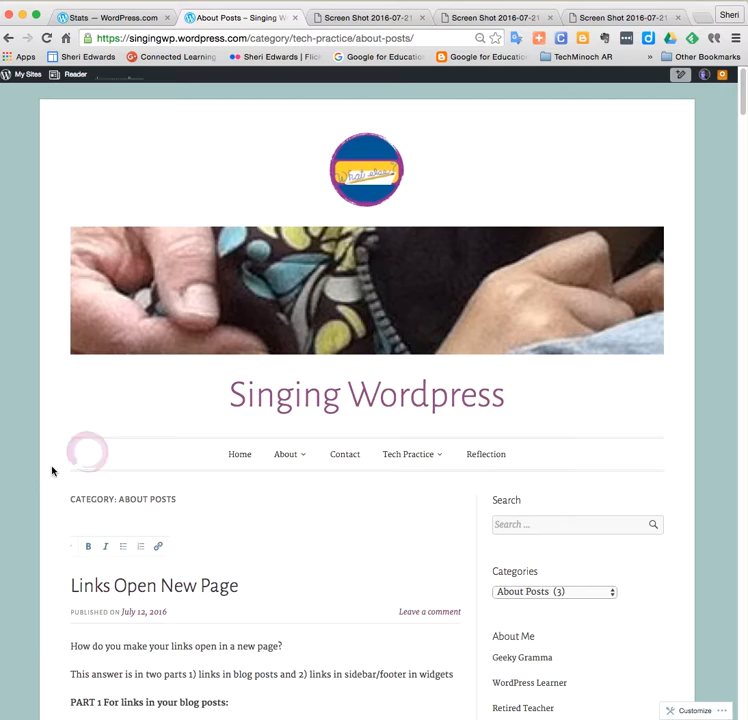 Stats — WordPress.com
About Posts – Singing W
Screen Shot 2016-07-21
Screen Shot 2016-07-21
Screen Shot 2016-07-21
Sheri
https://singingwp.wordpress.com/category/tech-practice/about-posts/
Apps
Sheri Edwards
Connected Learning
Sheri Edwards | Flick
Google for Educatio
Google for Educatio
TechMinoch AR
»
Other Bookmarks
My Sites
Reader
What else?
Singing Wordpress
Home
About
Contact
Tech Practice
Reflection
CATEGORY: ABOUT POSTS
Search
Search ...
B I
Categories
About Posts (3)
Links Open New Page
PUBLISHED ON July 12, 2016
Leave a comment
About Me
How do you make your links open in a new page?
Geeky Gramma
This answer is in two parts 1) links in blog posts and 2) links in sidebar/footer in widgets
WordPress Learner
PART 1 For links in your blog posts:
Retired Teacher
Customize